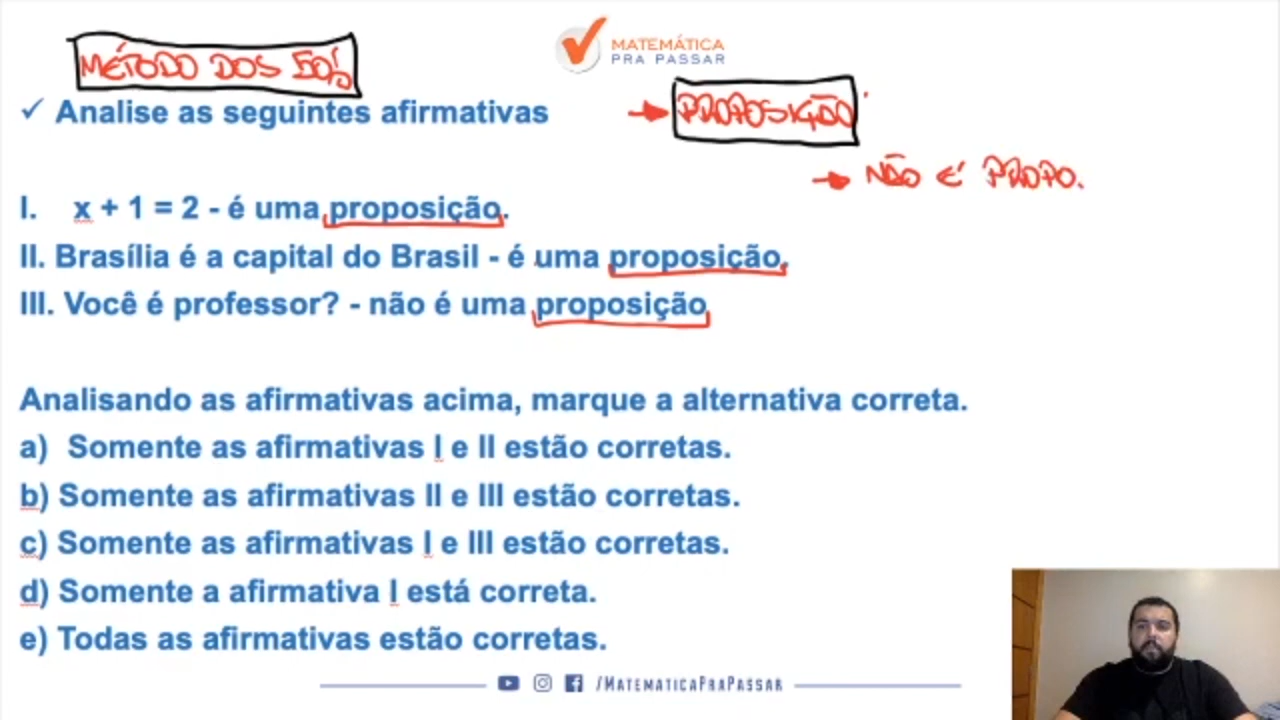 MÉTODO DOS 50's
MATEMÁTICA
PRA PASSAR
✓ Analise as seguintes afirmativas
→ PROPOSIÇÃO
→ NÃO É PROPO.
I. x + 1 = 2 - é uma proposição.
II. Brasília é a capital do Brasil - é uma proposição.
III. Você é professor? - não é uma proposição
Analisando as afirmativas acima, marque a alternativa correta.
a) Somente as afirmativas I e II estão corretas.
b) Somente as afirmativas II e III estão corretas.
c) Somente as afirmativas I e III estão corretas.
d) Somente a afirmativa I está correta.
e) Todas as afirmativas estão corretas.
/MATEMATICAPRAPASSAR